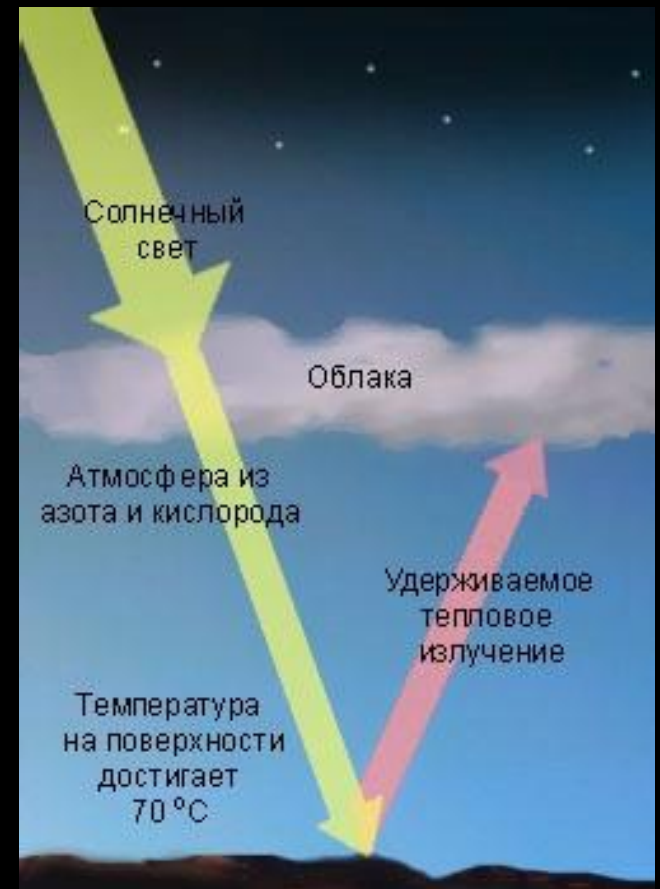 Солнечный
свет
Облака
Атмосфера из
азота и кислорода
Удерживаемое
тепловое
излучение
Температура
на поверхности
достигает
70 °C